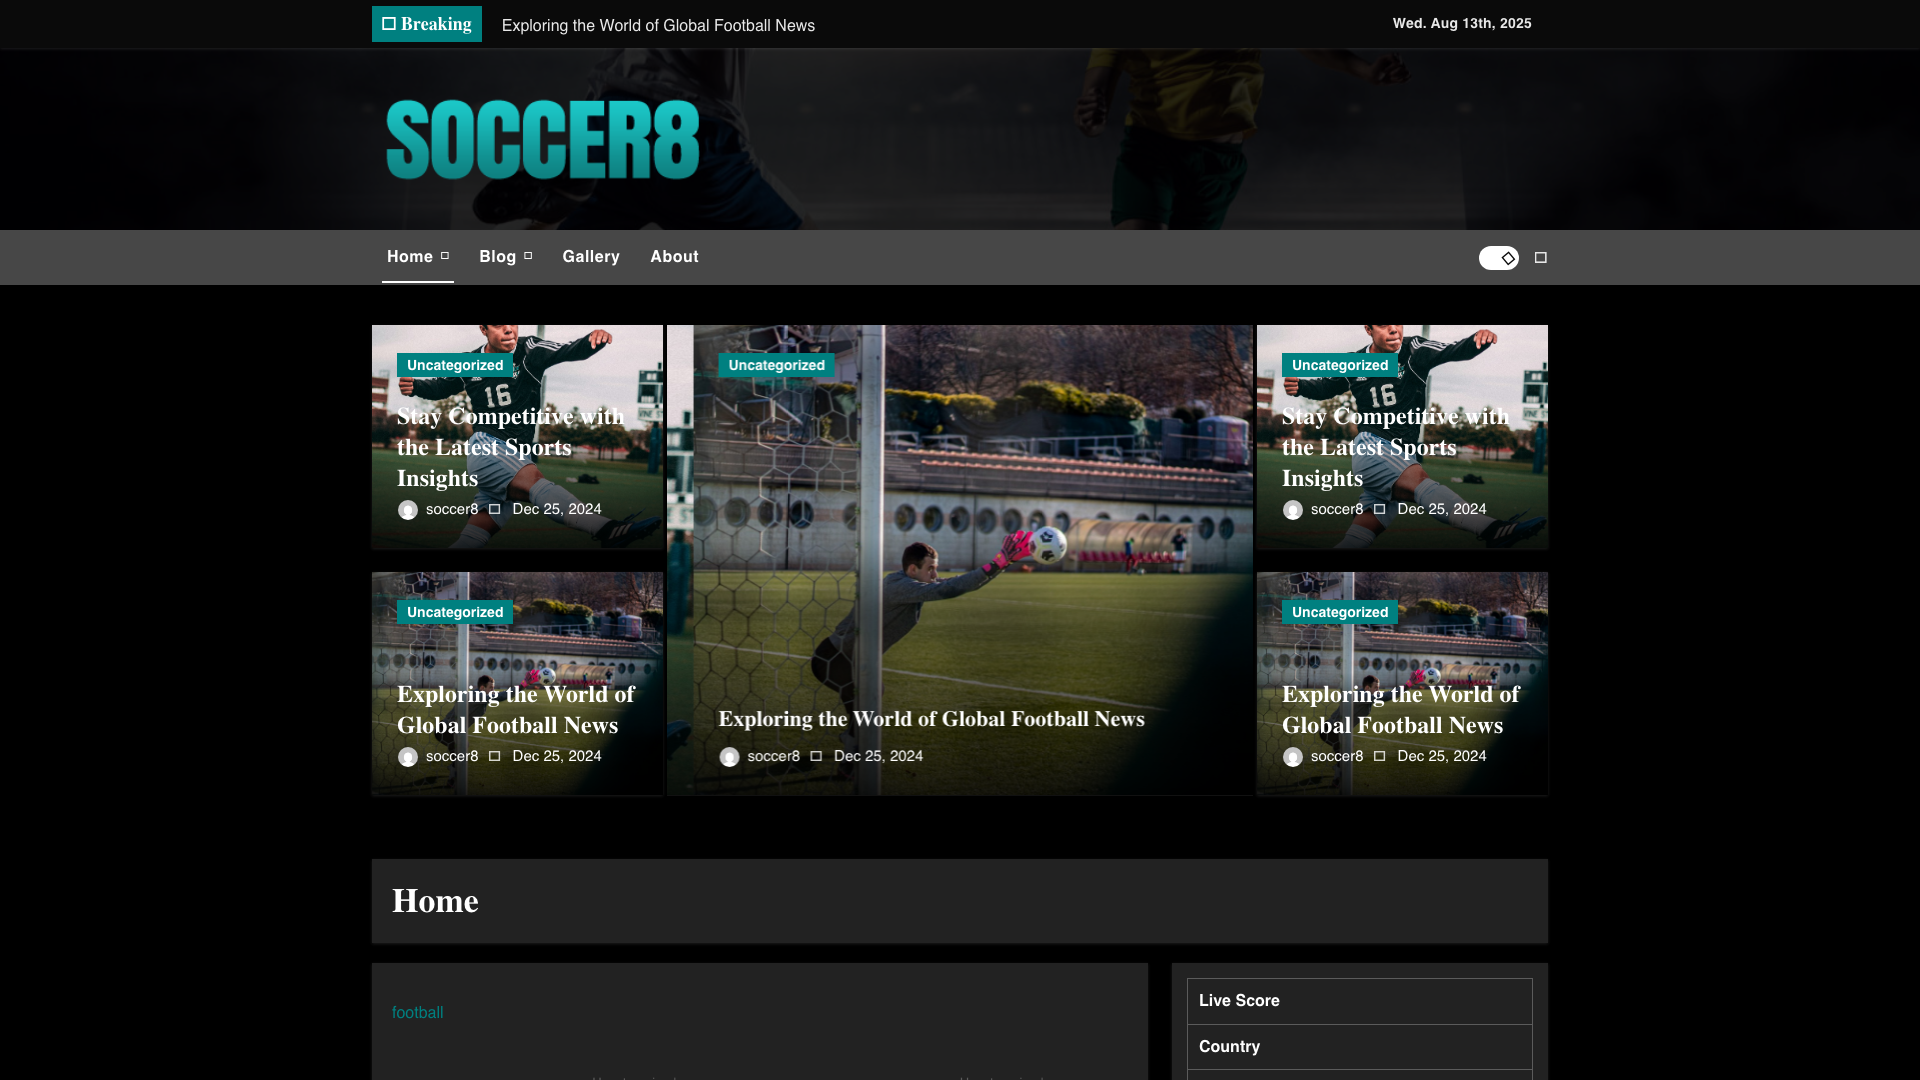 Breaking
Exploring the World of Global Football News
Wed. Aug 13th, 2025
SOCCER8
Home
Blog
Gallery
About
Uncategorized
16
Stay Competitive with
the Latest Sports
Insights
soccer8
Dec 25, 2024
Uncategorized
Exploring the World of
Global Football News
soccer8
Dec 25, 2024
Uncategorized
Exploring the World of Global Football News
soccer8
Dec 25, 2024
Uncategorized
16
Stay Competitive with
the Latest Sports
Insights
soccer8
Dec 25, 2024
Uncategorized
Exploring the World of
Global Football News
soccer8
Dec 25, 2024
Home
football
Live Score
Country